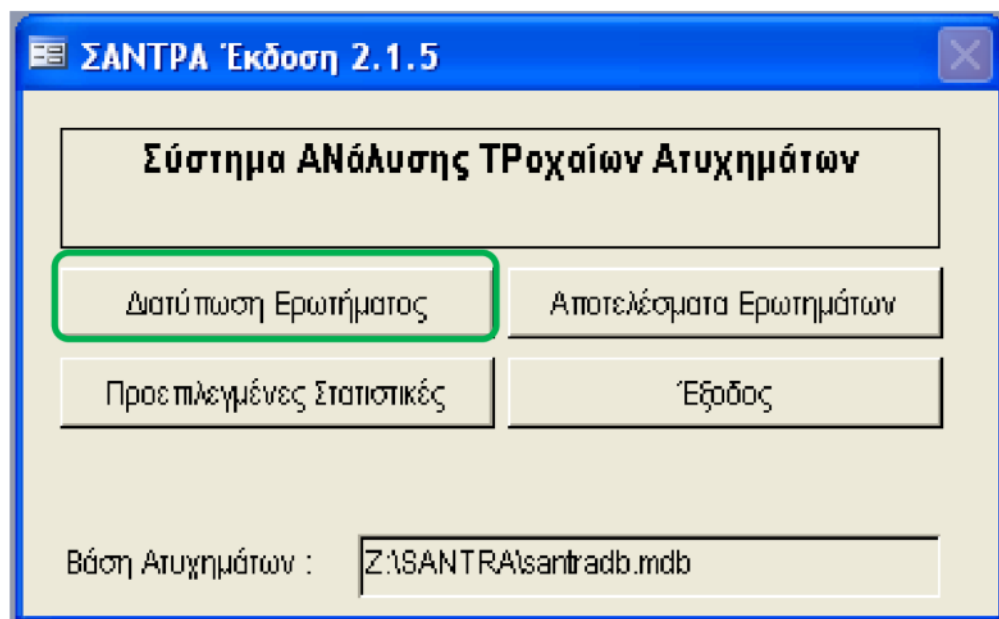 ΣΑΝΤΡΑ Έκδοση 2.1.5
Σύστημα ΑΝάλυσης ΤΡοχαίων Ατυχημάτων
Διατύπωση Ερωτήματος
Αποτελέσματα Ερωτημάτων
Προεπιλεγμένες Στατιστικές
Έξοδος
Βάση Ατυχημάτων : Z:\SANTRA\santradb.mdb